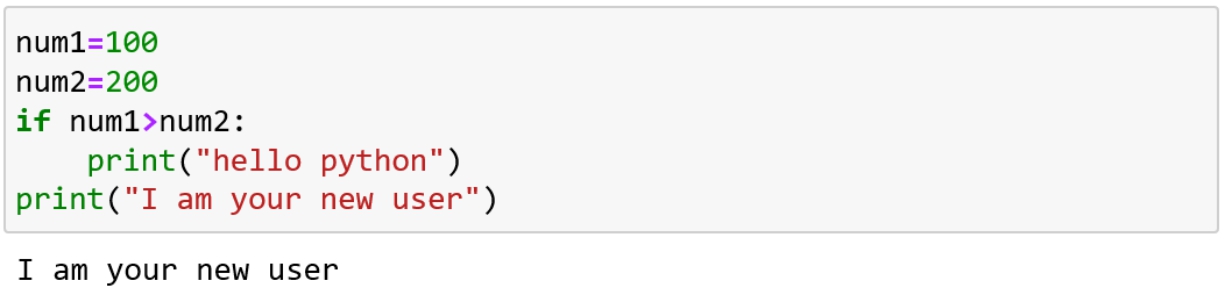 num1=100
num2=200
if num1>num2:
    print("hello python")
print("I am your new user")
I am your new user